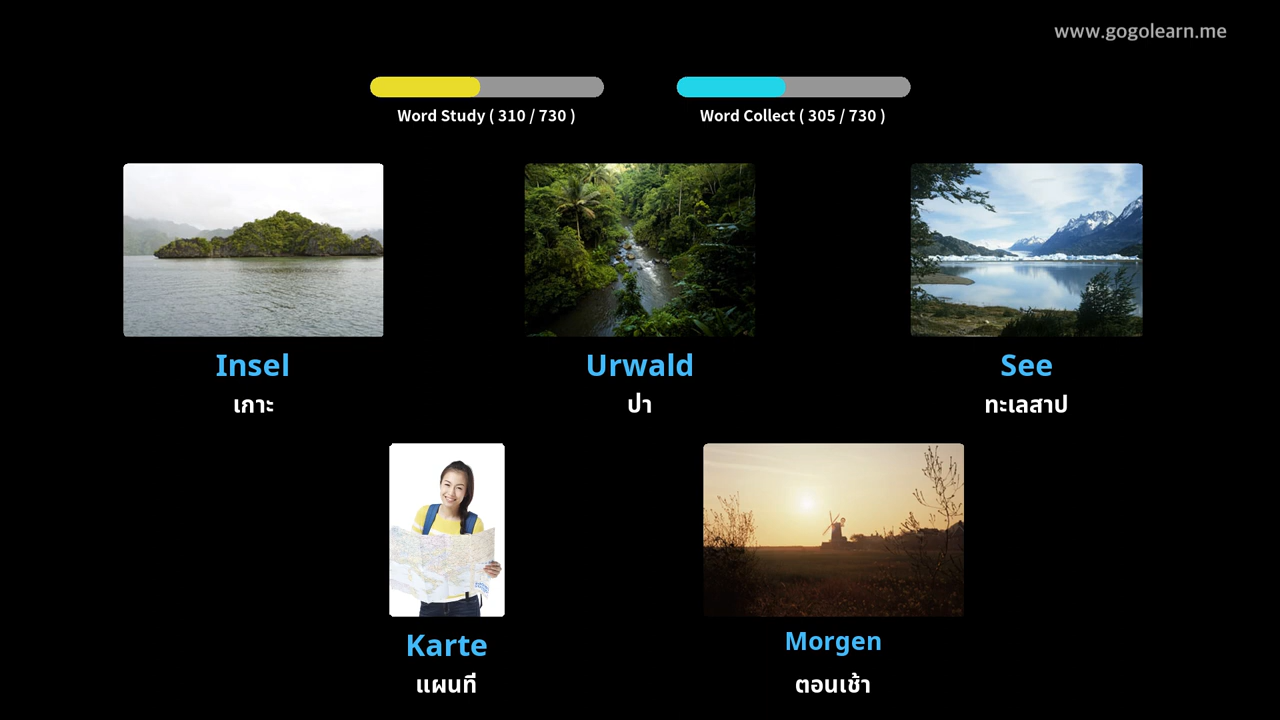 www.gogolearn.me
Word Study ( 310 / 730 )
Word Collect ( 305 / 730 )
Insel
เกาะ
Urwald
ป่า
See
ทะเลสาป
Karte
แผนที่
Morgen
ตอนเช้า